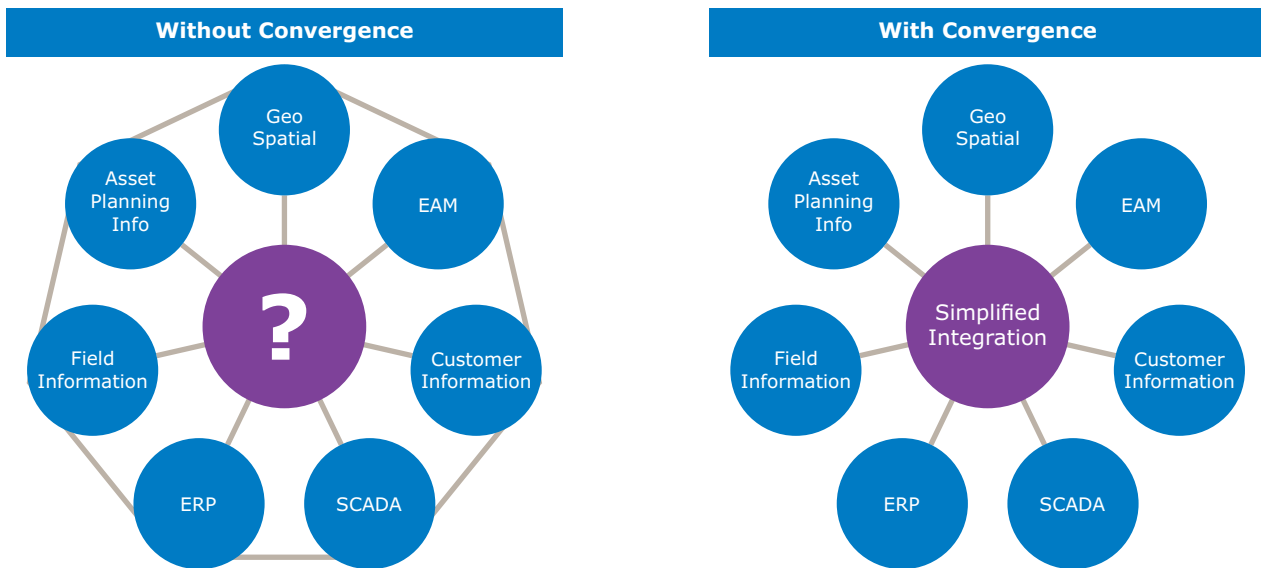 Without Convergence
Geo
Spatial
Asset
Planning
Info
EAM
?
Field
Information
Customer
Information
ERP
SCADA
With Convergence
Geo
Spatial
Asset
Planning
Info
EAM
Simplified
Integration
Field
Information
Customer
Information
ERP
SCADA